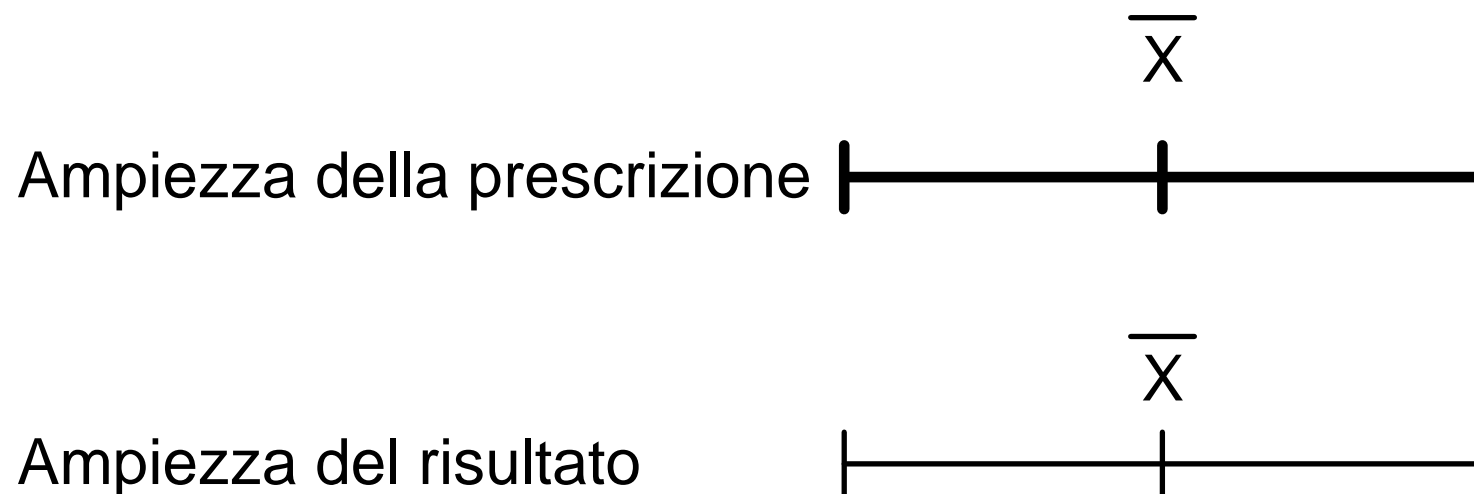 X̅
Ampiezza della prescrizione
X̅
Ampiezza del risultato